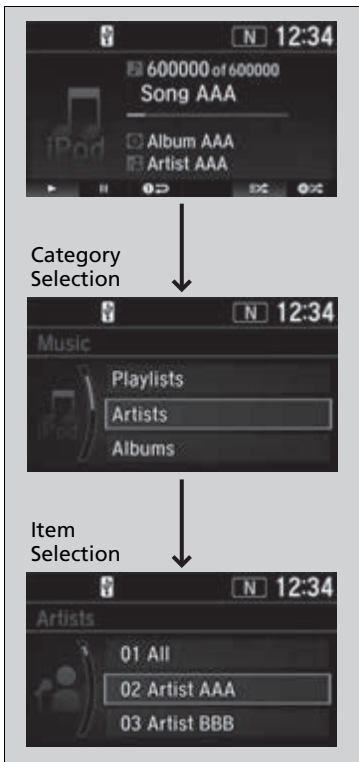 N 12:34
600000 of 600000
Song AAA
iPod
Album AAA
Artist AAA
Category
Selection
N 12:34
Music
Playlists
iPod
Artists
Albums
Item
Selection
N 12:34
Artists
01 All
02 Artist AAA
03 Artist BBB